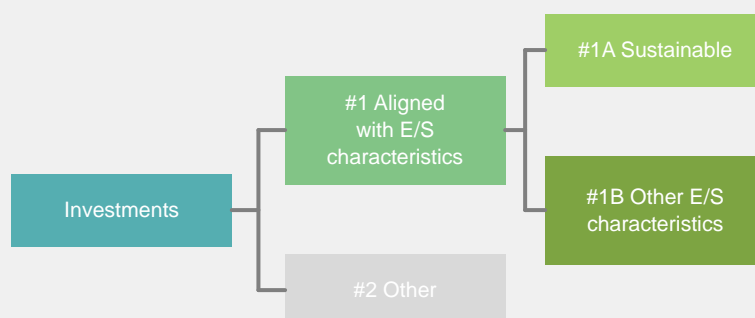 #1A Sustainable
#1 Aligned
with E/S
characteristics
Investments
#1B Other E/S
characteristics
#2 Other